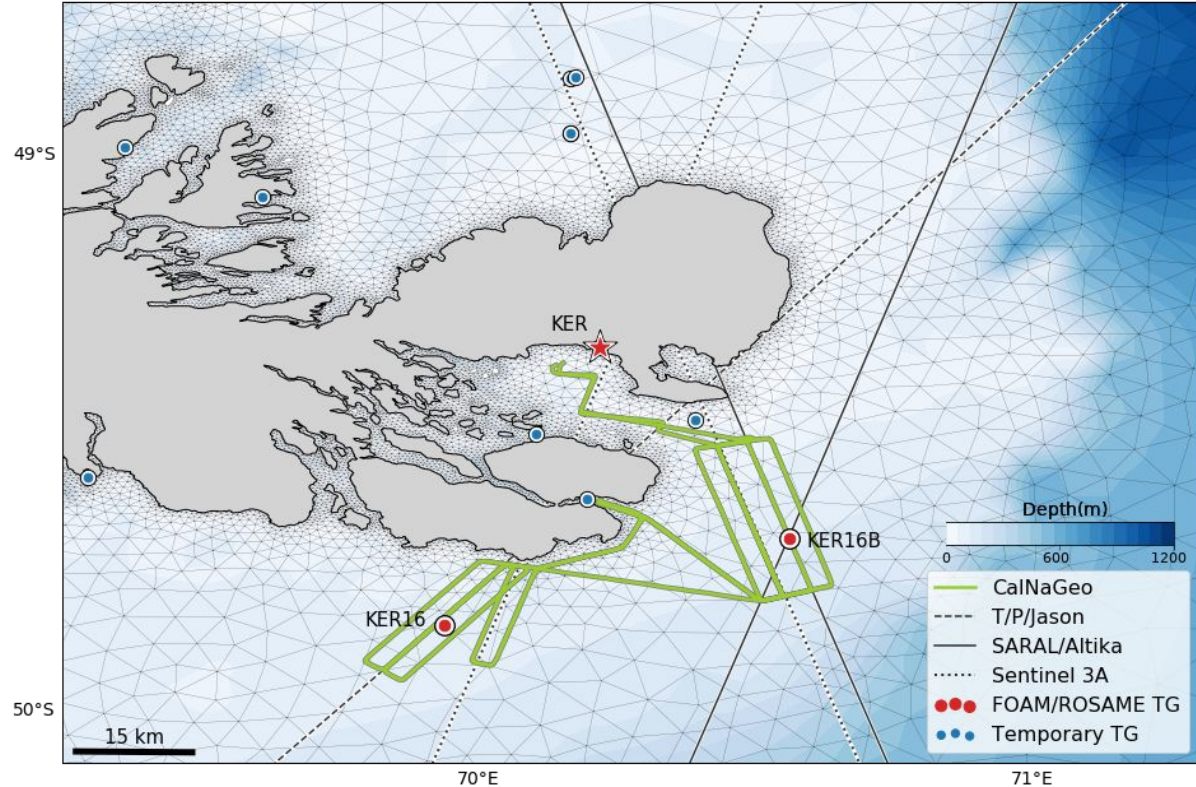 49°S
KER
Depth(m)
KER16B
0 600 1200
CalNaGeo
KER16
T/P/Jason
SARAL/Altika
Sentinel 3A
50°S
FOAM/ROSAME TG
15 km
Temporary TG
70°E
71°E